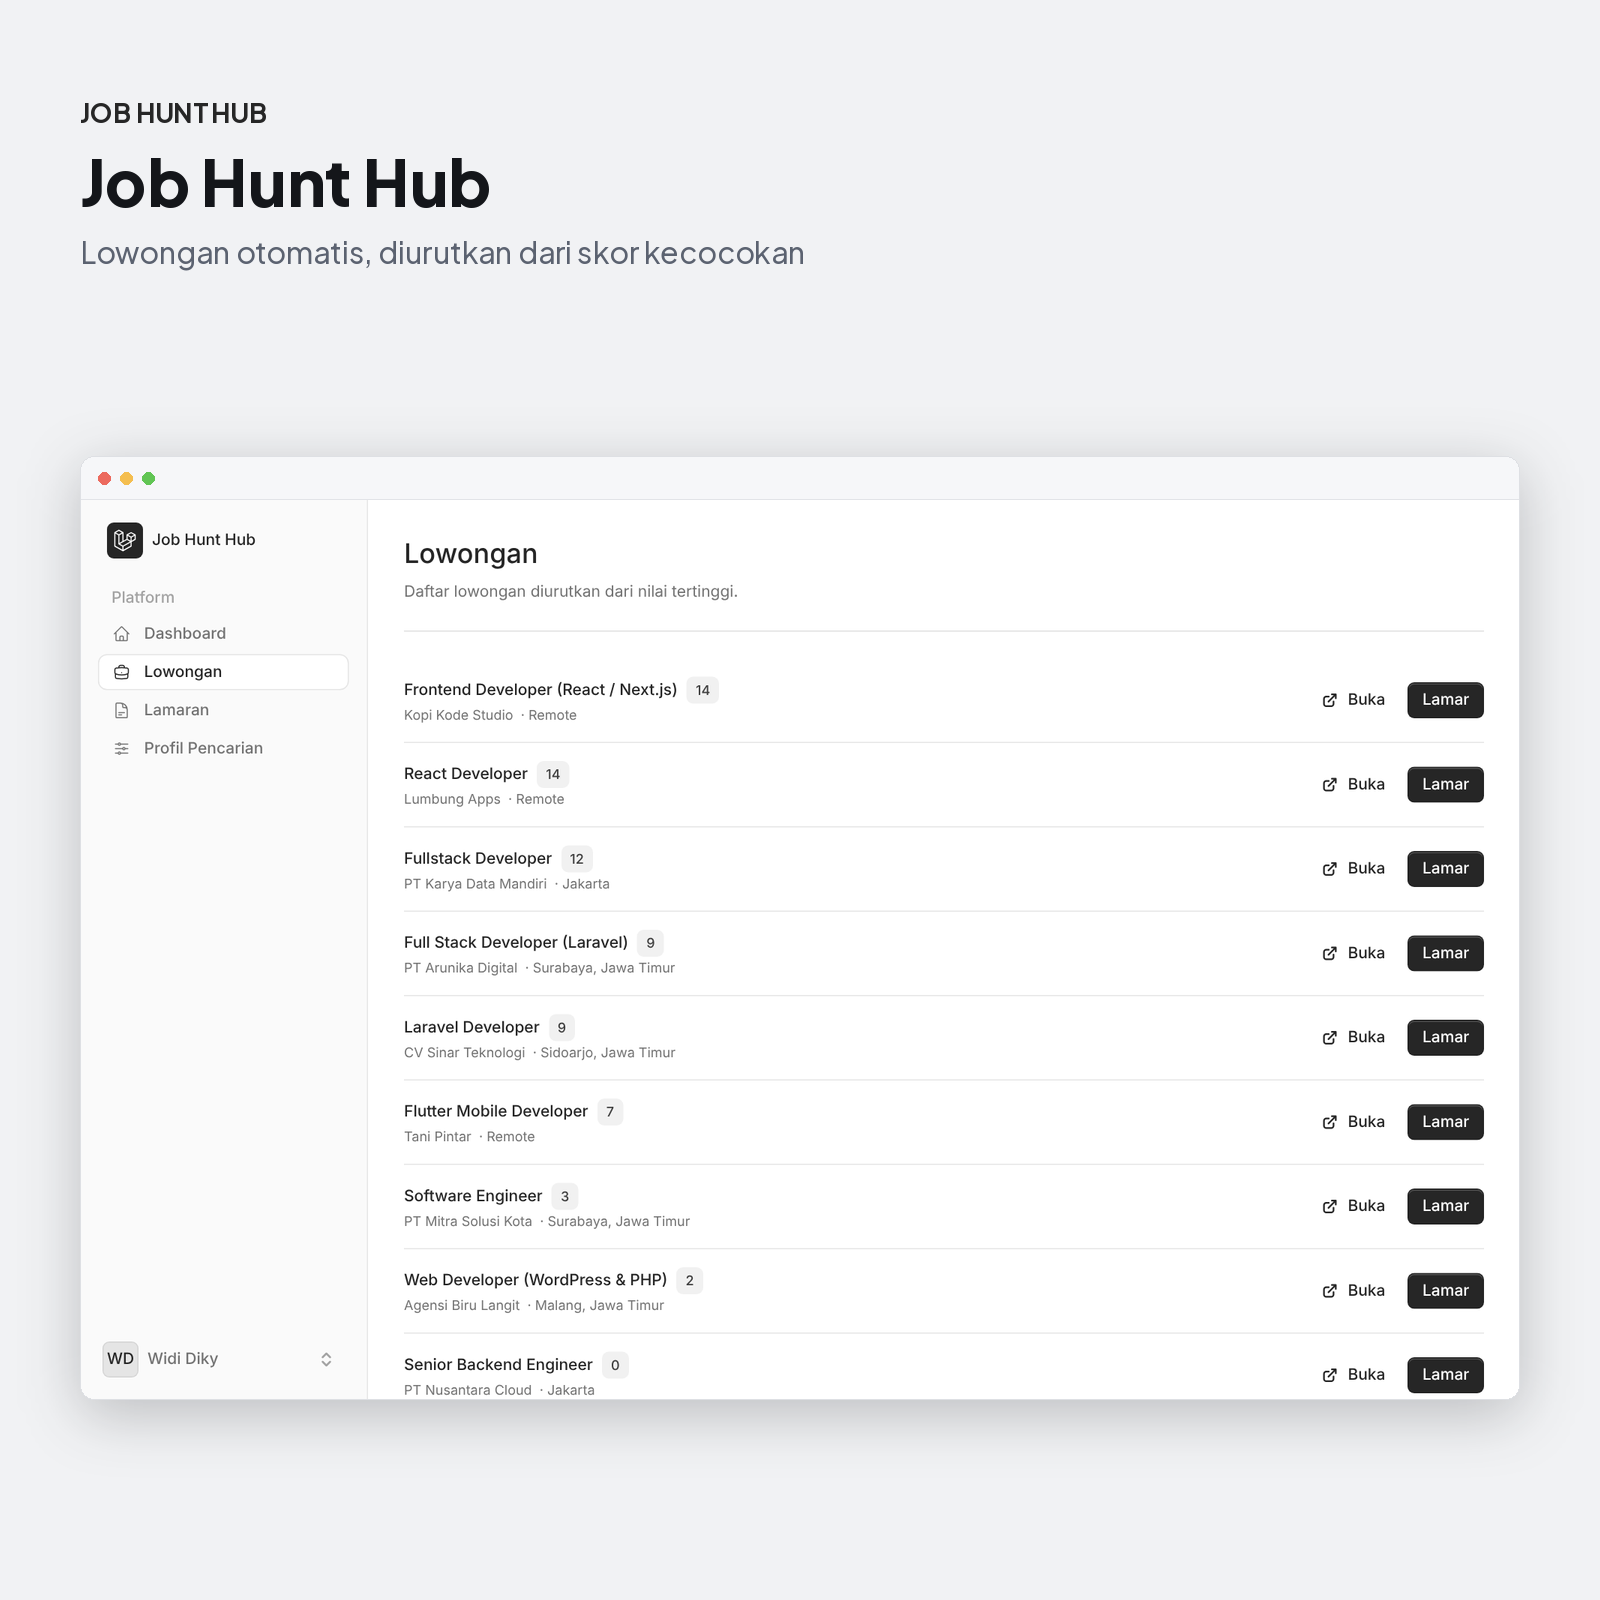 JOB HUNT HUB
Job Hunt Hub
Lowongan otomatis, diurutkan dari skor kecocokan
Job Hunt Hub
Platform
Dashboard
Lowongan
Lamaran
Profil Pencarian
WD Widi Diky
Lowongan
Daftar lowongan diurutkan dari nilai tertinggi.
Frontend Developer (React / Next.js) 14
Kopi Kode Studio · Remote
Buka Lamar
React Developer 14
Lumbung Apps · Remote
Buka Lamar
Fullstack Developer 12
PT Karya Data Mandiri · Jakarta
Buka Lamar
Full Stack Developer (Laravel) 9
PT Arunika Digital · Surabaya, Jawa Timur
Buka Lamar
Laravel Developer 9
CV Sinar Teknologi · Sidoarjo, Jawa Timur
Buka Lamar
Flutter Mobile Developer 7
Tani Pintar · Remote
Buka Lamar
Software Engineer 3
PT Mitra Solusi Kota · Surabaya, Jawa Timur
Buka Lamar
Web Developer (WordPress & PHP) 2
Agensi Biru Langit · Malang, Jawa Timur
Buka Lamar
Senior Backend Engineer 0
PT Nusantara Cloud · Jakarta
Buka Lamar